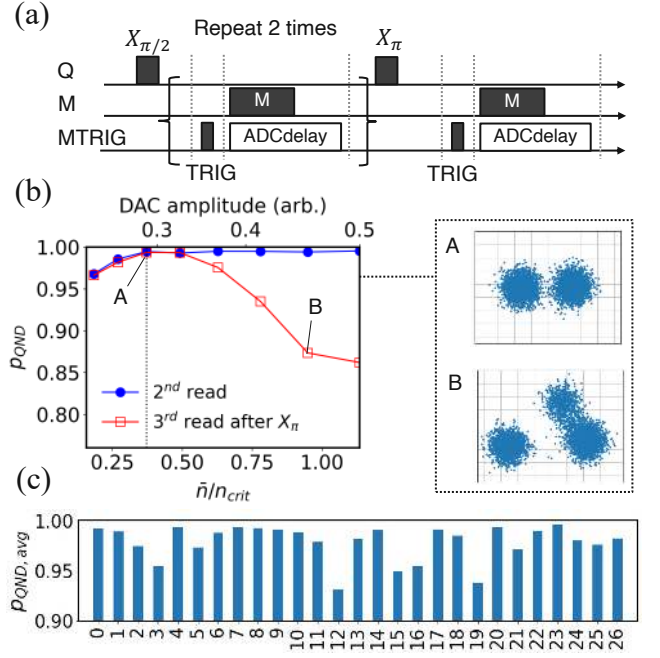 (a)
X_{π/2}
Repeat 2 times
X_π
Q
M
M
M
MTRIG
ADCdelay
ADCdelay
TRIG
TRIG
(b)
DAC amplitude (arb.)
0.3
0.4
0.5
1.00
0.95
0.90
0.85
0.80
p_{QND}
A
B
2^{nd} read
3^{rd} read after X_π
0.25
0.50
0.75
1.00
n̄/n_{crit}
A
B
(c)
p_{QND, avg}
1.00
0.95
0.90
0 1 2 3 4 5 6 7 8 9 10 11 12 13 14 15 16 17 18 19 20 21 22 23 24 25 26